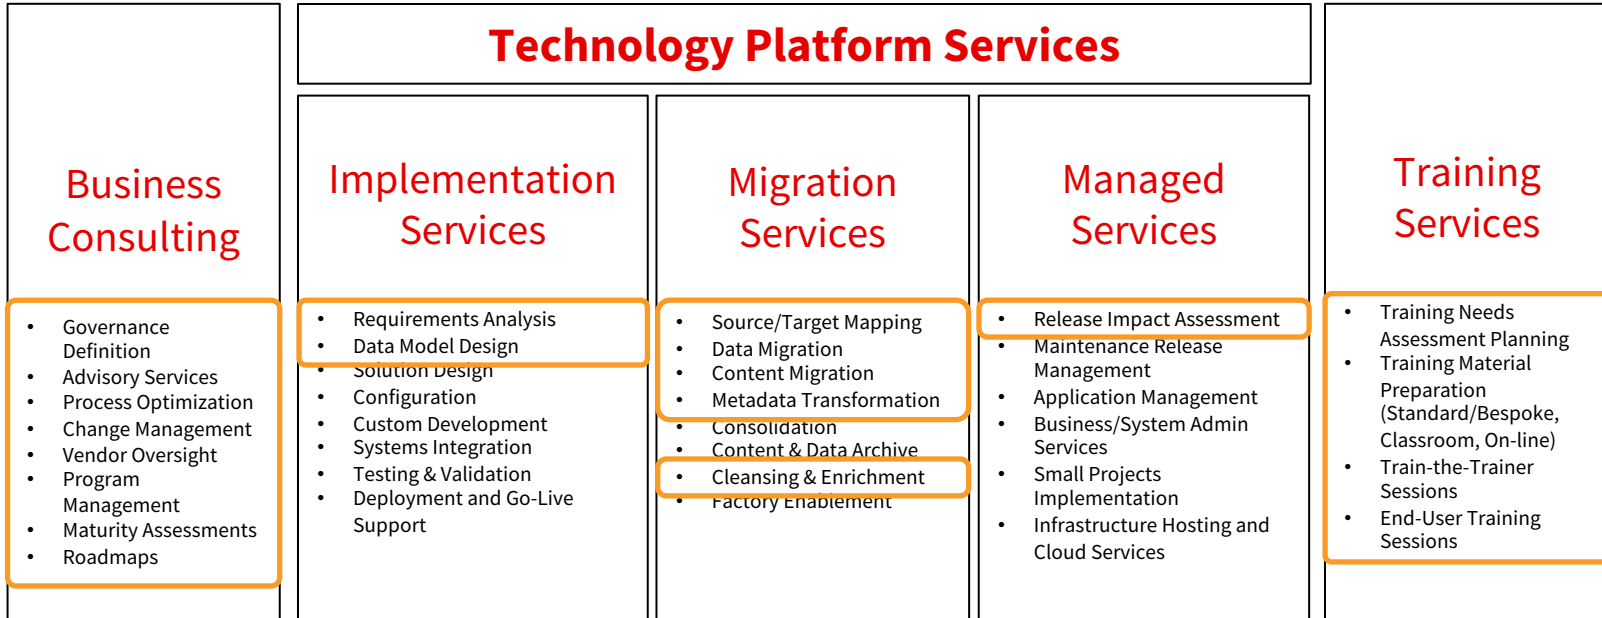 Technology Platform Services
Business
Consulting
• Governance
Definition
• Advisory Services
• Process Optimization
• Change Management
• Vendor Oversight
• Program
Management
• Maturity Assessments
• Roadmaps
Implementation
Services
• Requirements Analysis
• Data Model Design
• Solution Design
• Configuration
• Custom Development
• Systems Integration
• Testing & Validation
• Deployment and Go-Live
Support
Migration
Services
• Source/Target Mapping
• Data Migration
• Content Migration
• Metadata Transformation
• Consolidation
• Content & Data Archive
• Cleansing & Enrichment
• Factory Enablement
Managed
Services
• Release Impact Assessment
• Maintenance Release
Management
• Application Management
• Business/System Admin
Services
• Small Projects
Implementation
• Infrastructure Hosting and
Cloud Services
Training
Services
• Training Needs
Assessment Planning
• Training Material
Preparation
(Standard/Bespoke,
Classroom, On-line)
• Train-the-Trainer
Sessions
• End-User Training
Sessions